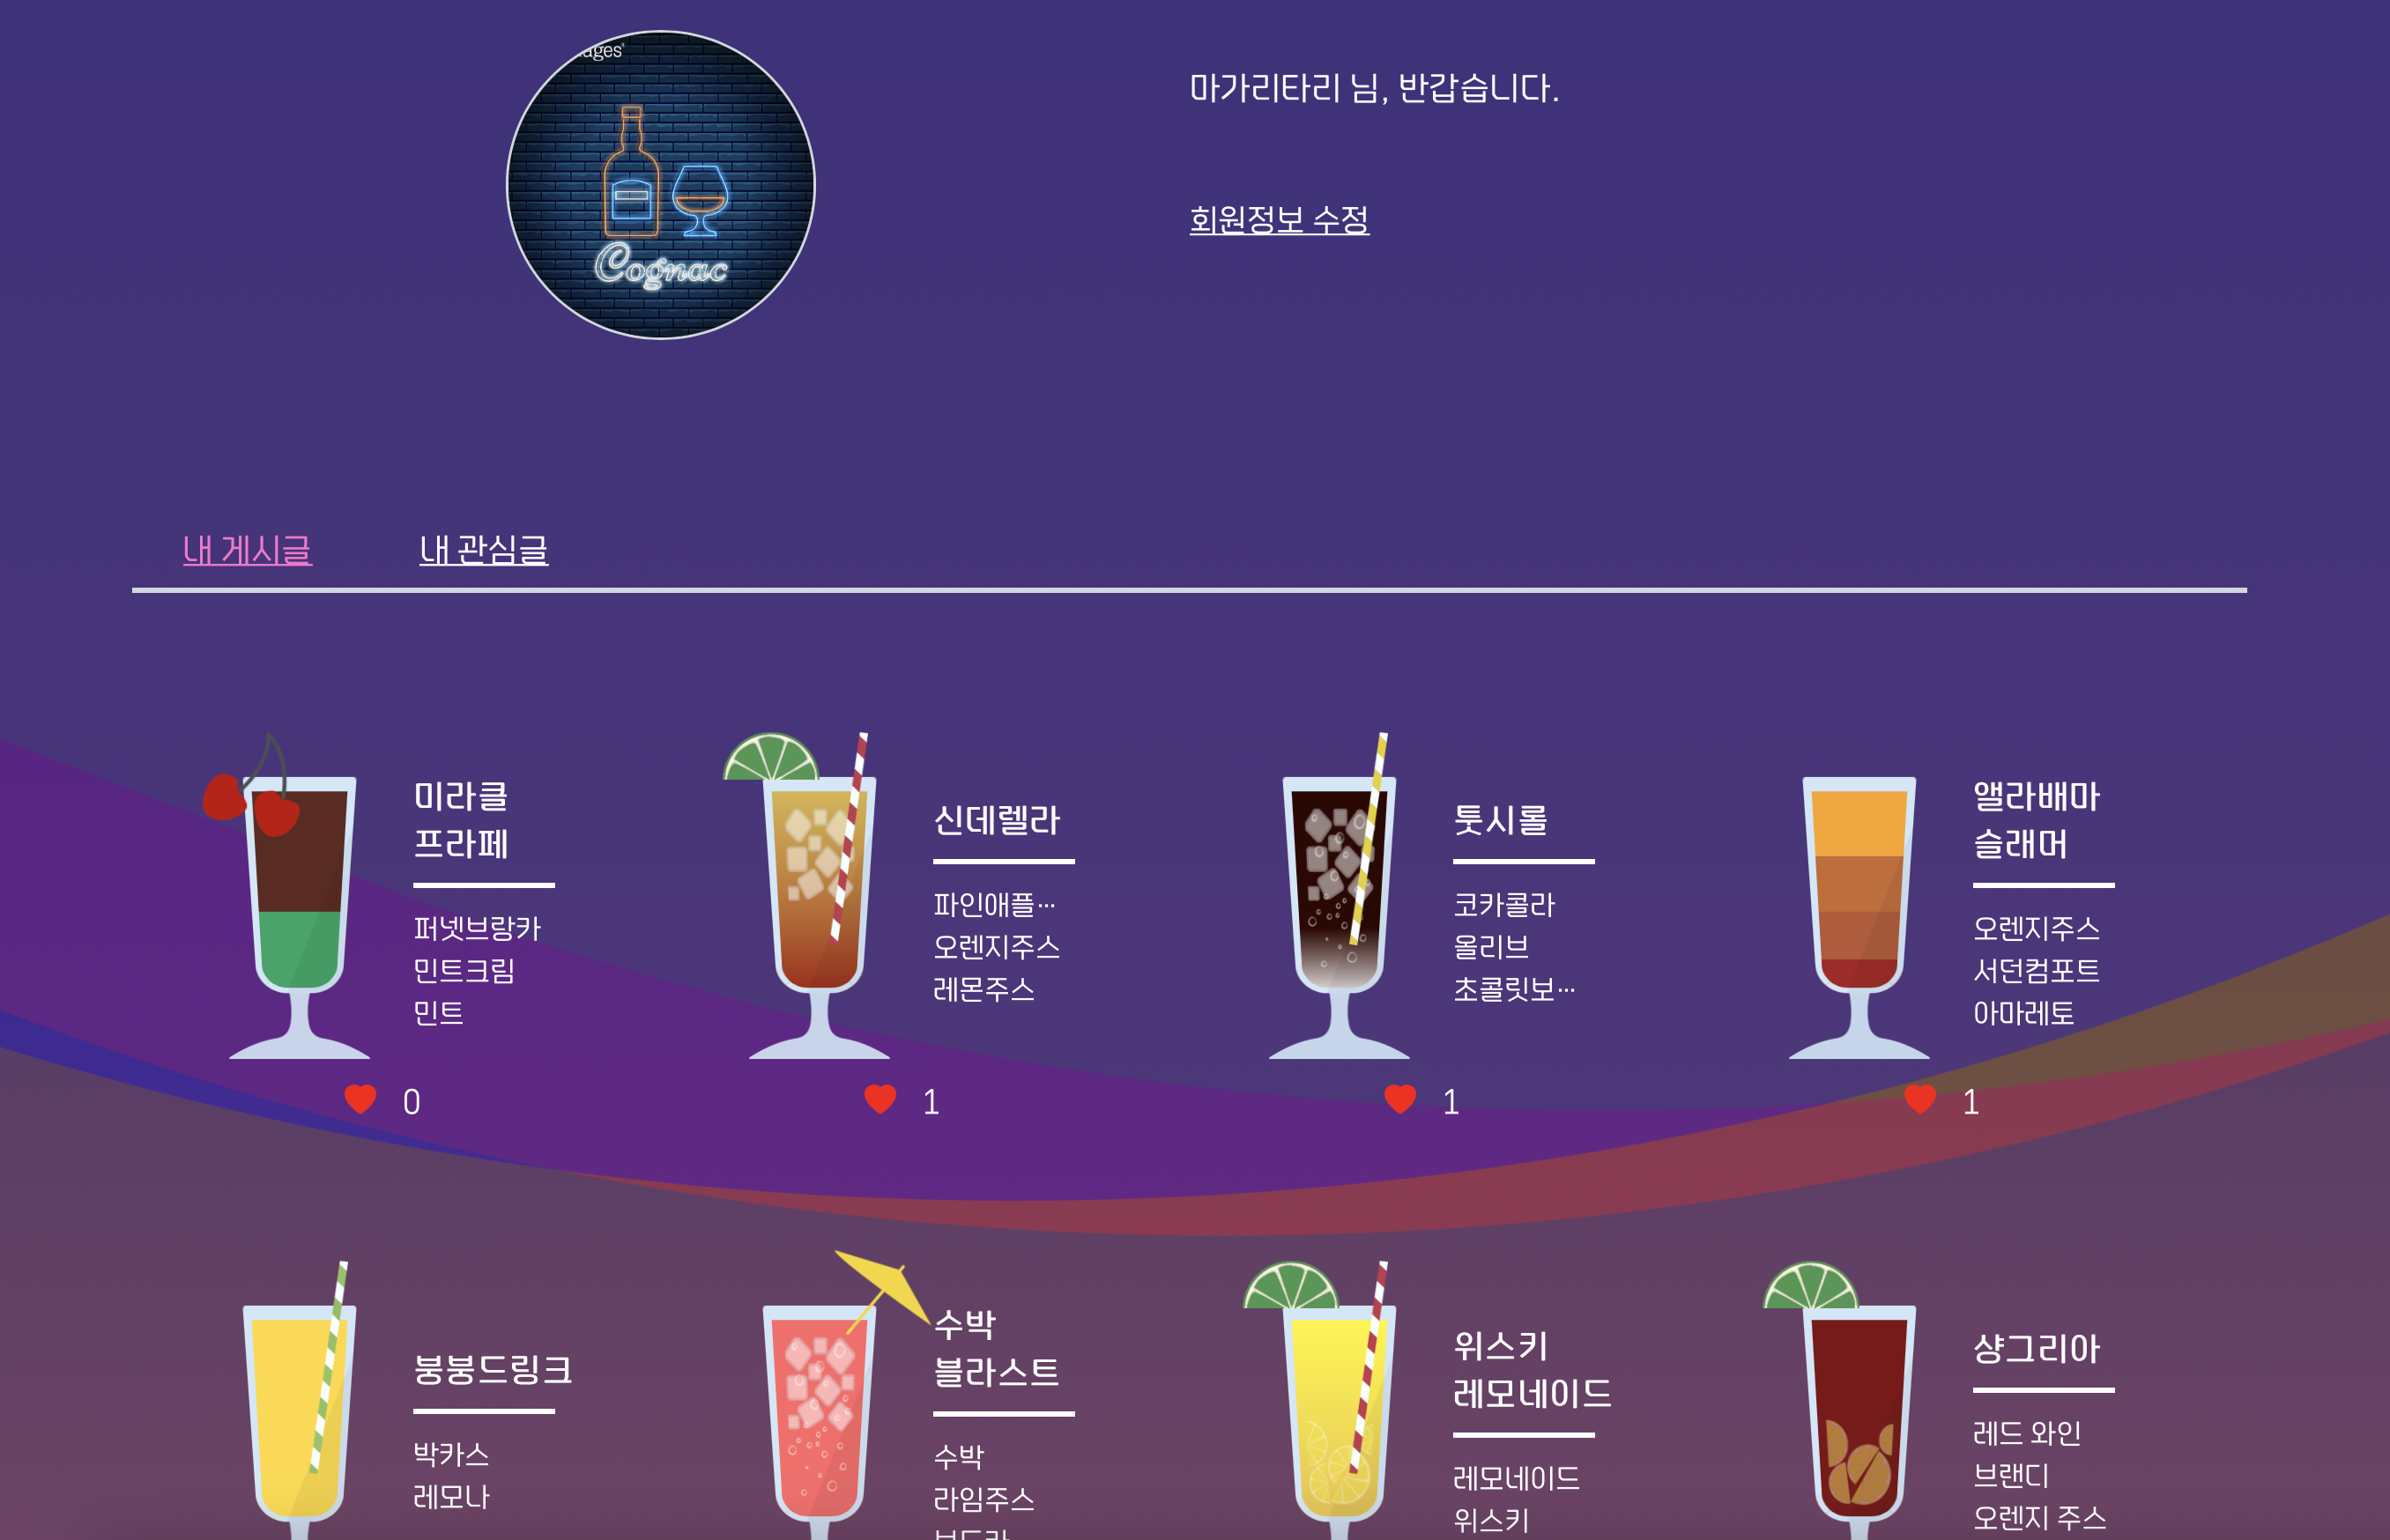 마가리타리 님, 반갑습니다.
회원정보 수정
Cognac
내 게시글
내 관심글
미라클
프라페
퍼넷브랑카
민트크림
민트
0
신데렐라
파인애플…
오렌지주스
레몬주스
1
툿시롤
코카콜라
올리브
초콜릿보…
1
앨라배마
슬래머
오렌지주스
서던컴포트
아마레토
1
붕붕드링크
박카스
레모나
수박
블라스트
수박
라임주스
위스키
레모네이드
레모네이드
위스키
샹그리아
레드 와인
브랜디
오렌지 주스